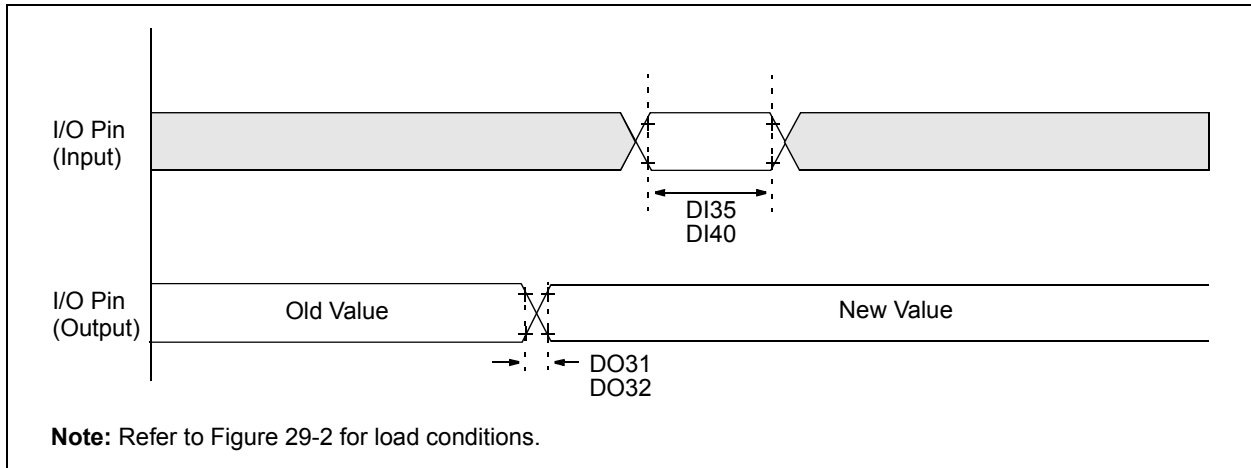 I/O Pin
(Input)
DI35
DI40
I/O Pin
(Output)
Old Value
New Value
DO31
DO32
Note: Refer to Figure 29-2 for load conditions.